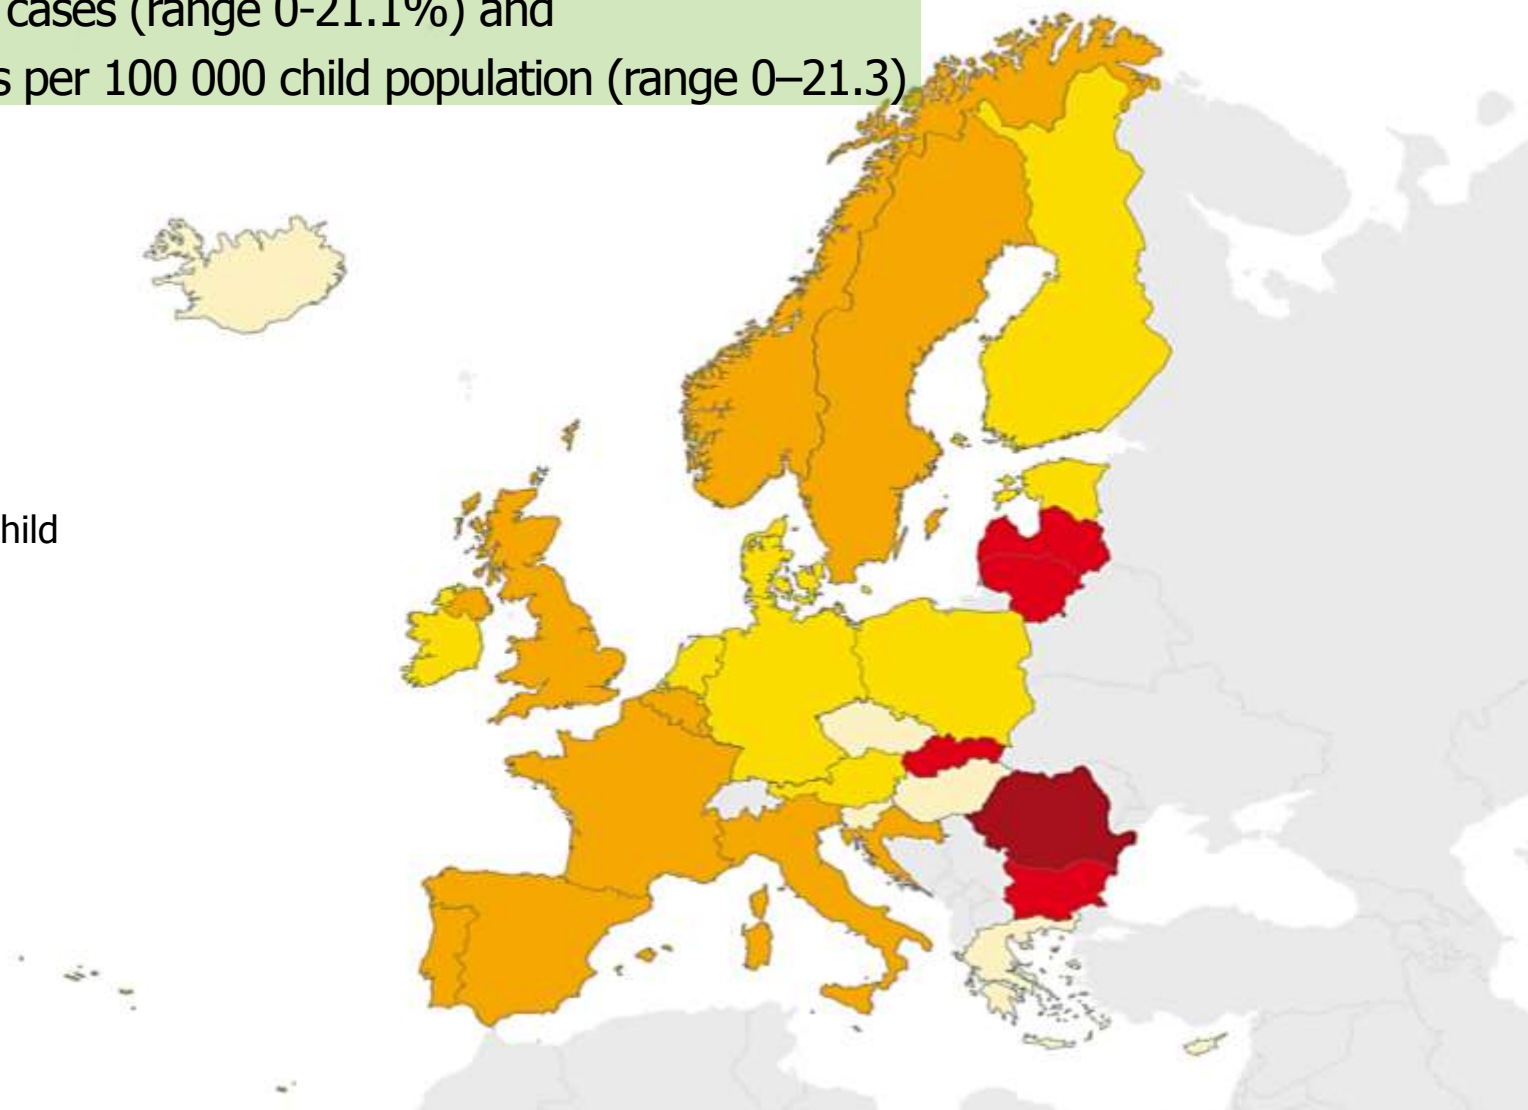 cases (range 0-21.1%) and
s per 100 000 child population (range 0–21.3)
hild